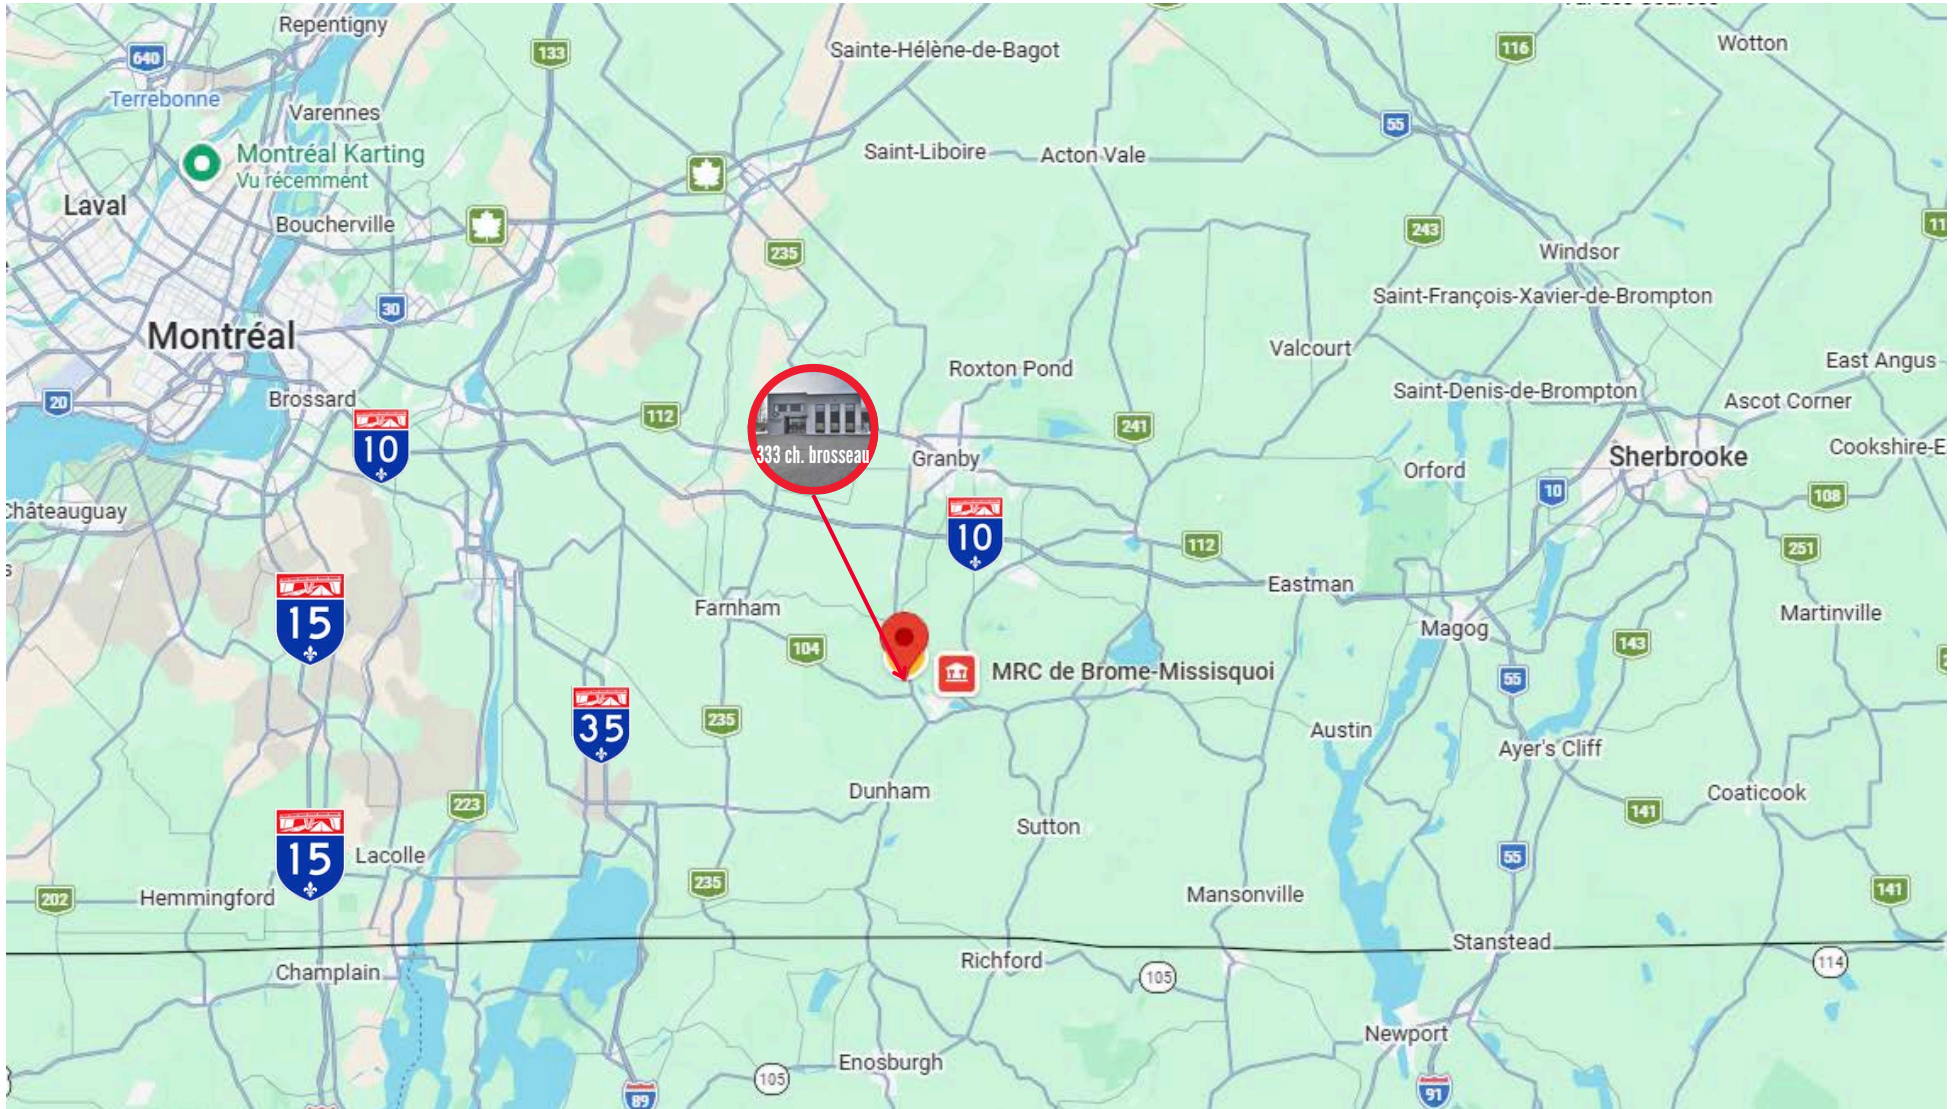 Repentigny
640
133
Sainte-Hélène-de-Bagot
116
Wotton
Terrebonne
Varennes
55
Montréal Karting
Vu récemment
Saint-Liboire
Acton Vale
Laval
Boucherville
235
243
11
Windsor
30
Saint-François-Xavier-de-Brompton
Montréal
Valcourt
Roxton Pond
East Angus
Saint-Denis-de-Brompton
20
Brossard
112
241
Ascot Corner
10
333 ch. brosseau
Granby
Orford
Sherbrooke
Cookshire-E
10
108
Châteauguay
10
112
251
Eastman
15
Farnham
Martinville
Magog
104
143
MRC de Brome-Missisquoi
55
35
235
Austin
Ayer's Cliff
Dunham
Coaticook
223
141
Sutton
15
Lacolle
55
235
141
202
Hemmingford
Mansonville
Stanstead
Richford
Champlain
105
114
Newport
Enosburgh
105
89
91